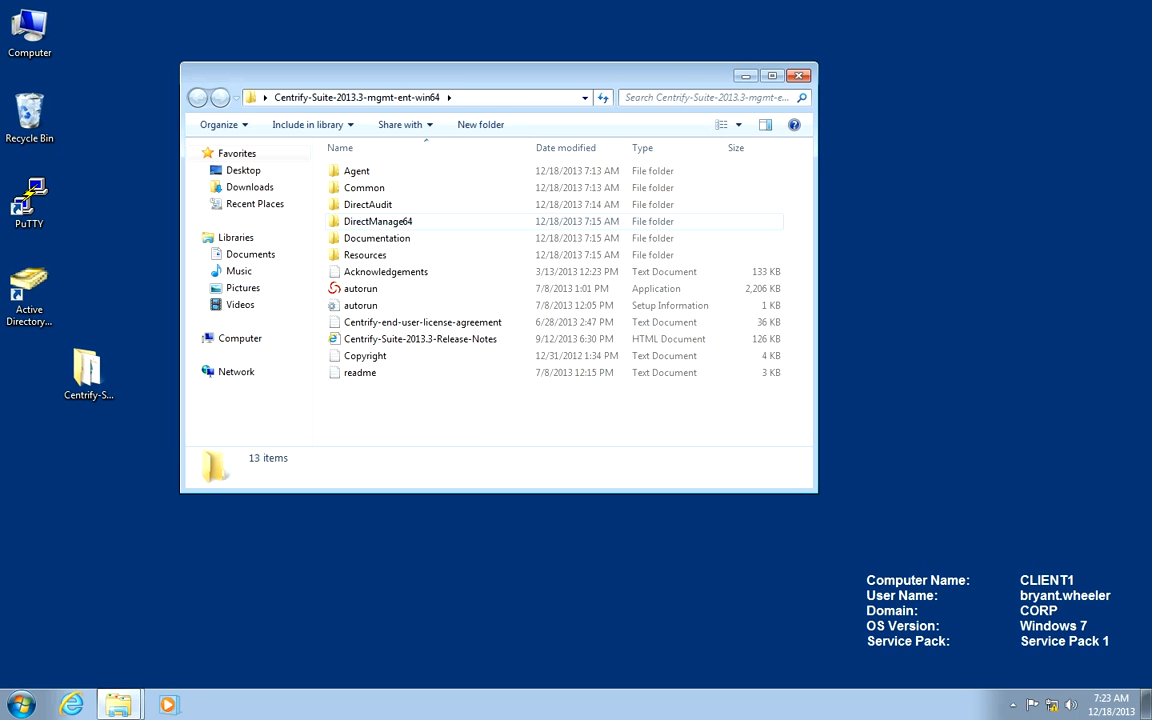 Computer
Recycle Bin
PuTTY
Active
Directory...
Centrify-S...
Centrify-Suite-2013.3-mgmt-ent-win64
Search Centrify-Suite-2013.3-mgmt-e...
Organize Include in library Share with New folder
Favorites
Desktop
Downloads
Recent Places
Libraries
Documents
Music
Pictures
Videos
Computer
Network
Name Date modified Type Size
Agent 12/18/2013 7:13 AM File folder
Common 12/18/2013 7:13 AM File folder
DirectAudit 12/18/2013 7:14 AM File folder
DirectManage64 12/18/2013 7:15 AM File folder
Documentation 12/18/2013 7:15 AM File folder
Resources 12/18/2013 7:15 AM File folder
Acknowledgements 3/13/2013 12:23 PM Text Document 133 KB
autorun 7/8/2013 1:01 PM Application 2,206 KB
autorun 7/8/2013 12:05 PM Setup Information 1 KB
Centrify-end-user-license-agreement 6/28/2013 2:47 PM Text Document 36 KB
Centrify-Suite-2013.3-Release-Notes 9/12/2013 6:30 PM HTML Document 126 KB
Copyright 12/31/2012 1:34 PM Text Document 4 KB
readme 7/8/2013 12:15 PM Text Document 3 KB
13 items
Computer Name: CLIENT1
User Name: bryant.wheeler
Domain: CORP
OS Version: Windows 7
Service Pack: Service Pack 1
7:23 AM
12/18/2013